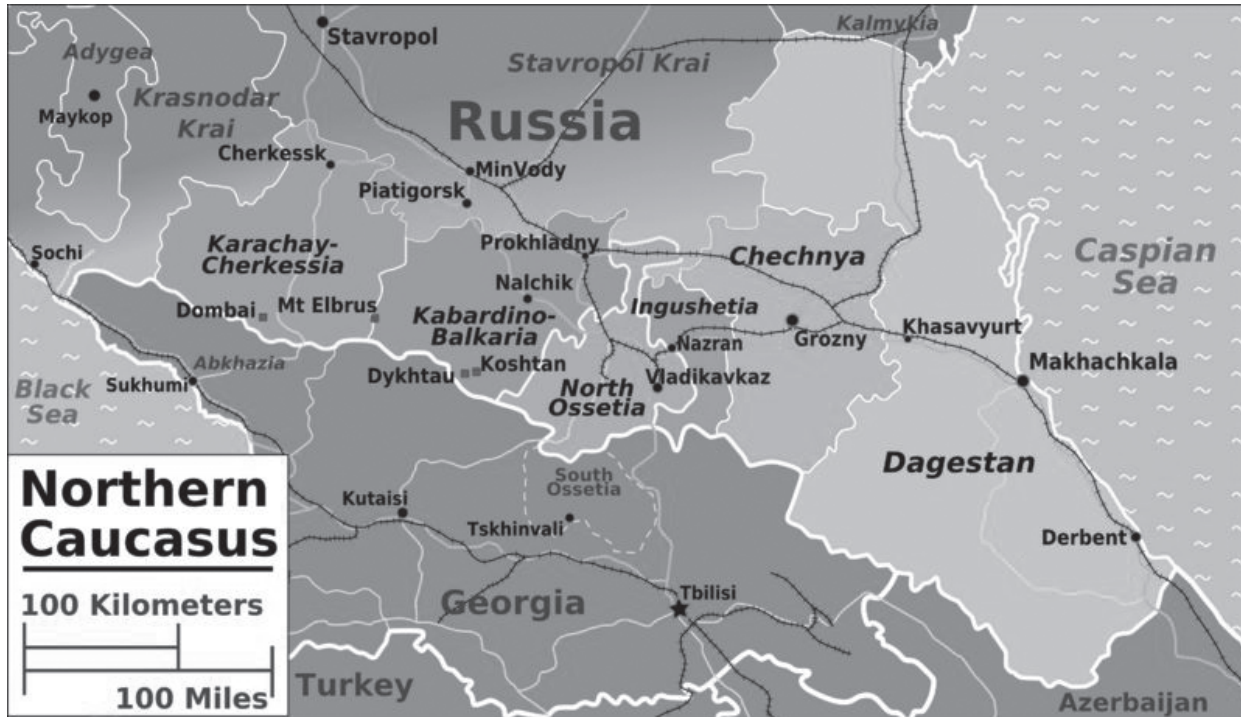 Stavropol
Kalmykia
Adygea
Stavropol Krai
Maykop
Krasnodar
Krai
Russia
Cherkessk
MinVody
Piatigorsk
Sochi
Karachay-
Cherkessia
Prokhladny
Chechnya
Caspian
Sea
Dombai
Mt Elbrus
Nalchik
Ingushetia
Kabardino-
Balkaria
Nazran
Grozny
Khasavyurt
Abkhazia
Sukhumi
Black
Sea
Dykhtau
Koshtan
Vladikavkaz
Makhachkala
North
Ossetia
Dagestan
South
Ossetia
Kutaisi
Tskhinvali
Derbent
Georgia
Tbilisi
Turkey
Azerbaijan
Northern
Caucasus
100 Kilometers
100 Miles